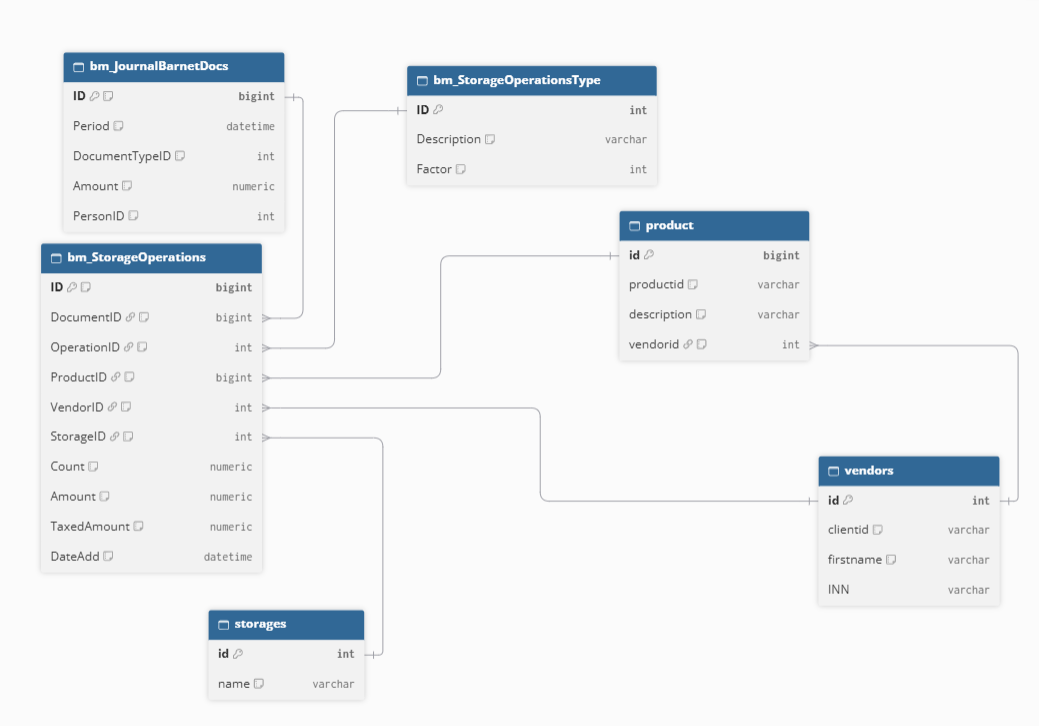 bm_JournalBarnetDocs
ID bigint
Period datetime
DocumentTypeID int
Amount numeric
PersonID int
bm_StorageOperationsType
ID int
Description varchar
Factor int
product
id bigint
productid varchar
description varchar
vendorid int
bm_StorageOperations
ID bigint
DocumentID bigint
OperationID int
ProductID bigint
VendorID int
StorageID int
Count numeric
Amount numeric
TaxedAmount numeric
DateAdd datetime
vendors
id int
clientid varchar
firstname varchar
INN varchar
storages
id int
name varchar